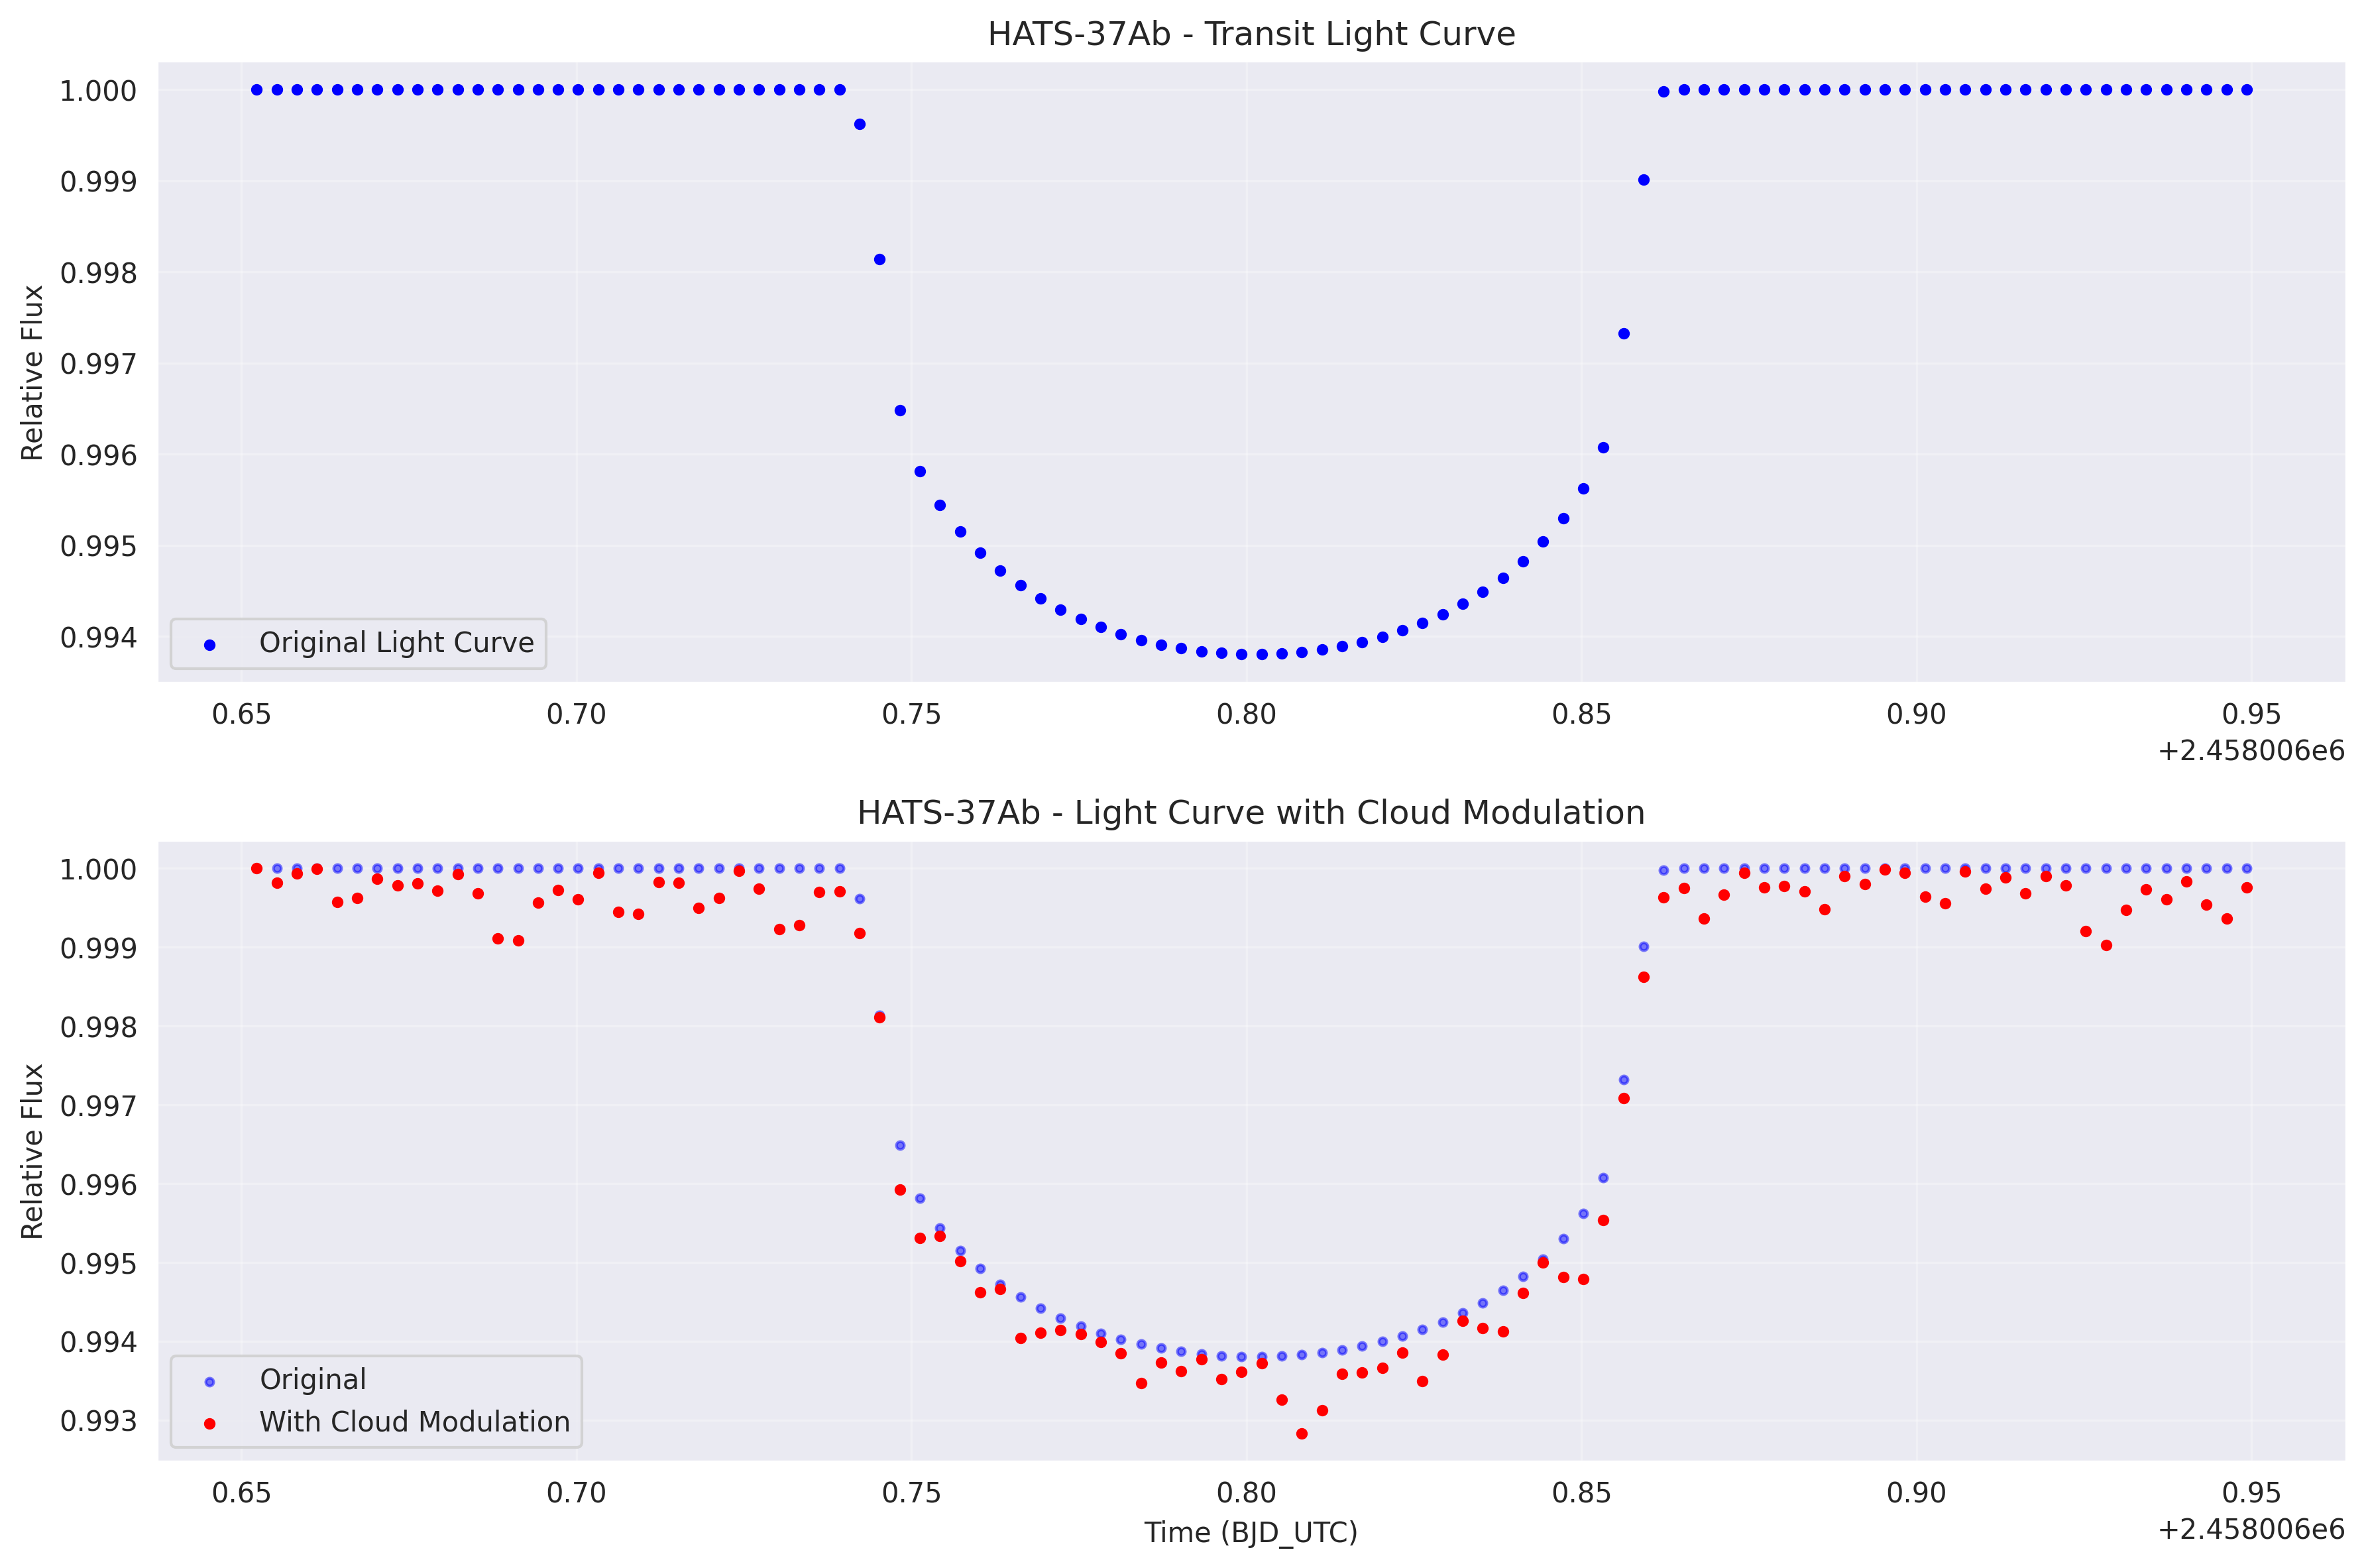 HATS-37Ab - Transit Light Curve
1.000
0.999
0.998
0.997
0.996
0.995
0.994
Relative Flux
Original Light Curve
0.65 0.70 0.75 0.80 0.85 0.90 0.95
+2.458006e6
HATS-37Ab - Light Curve with Cloud Modulation
1.000
0.999
0.998
0.997
0.996
0.995
0.994
0.993
Relative Flux
Original
With Cloud Modulation
0.65 0.70 0.75 0.80 0.85 0.90 0.95
Time (BJD_UTC)
+2.458006e6